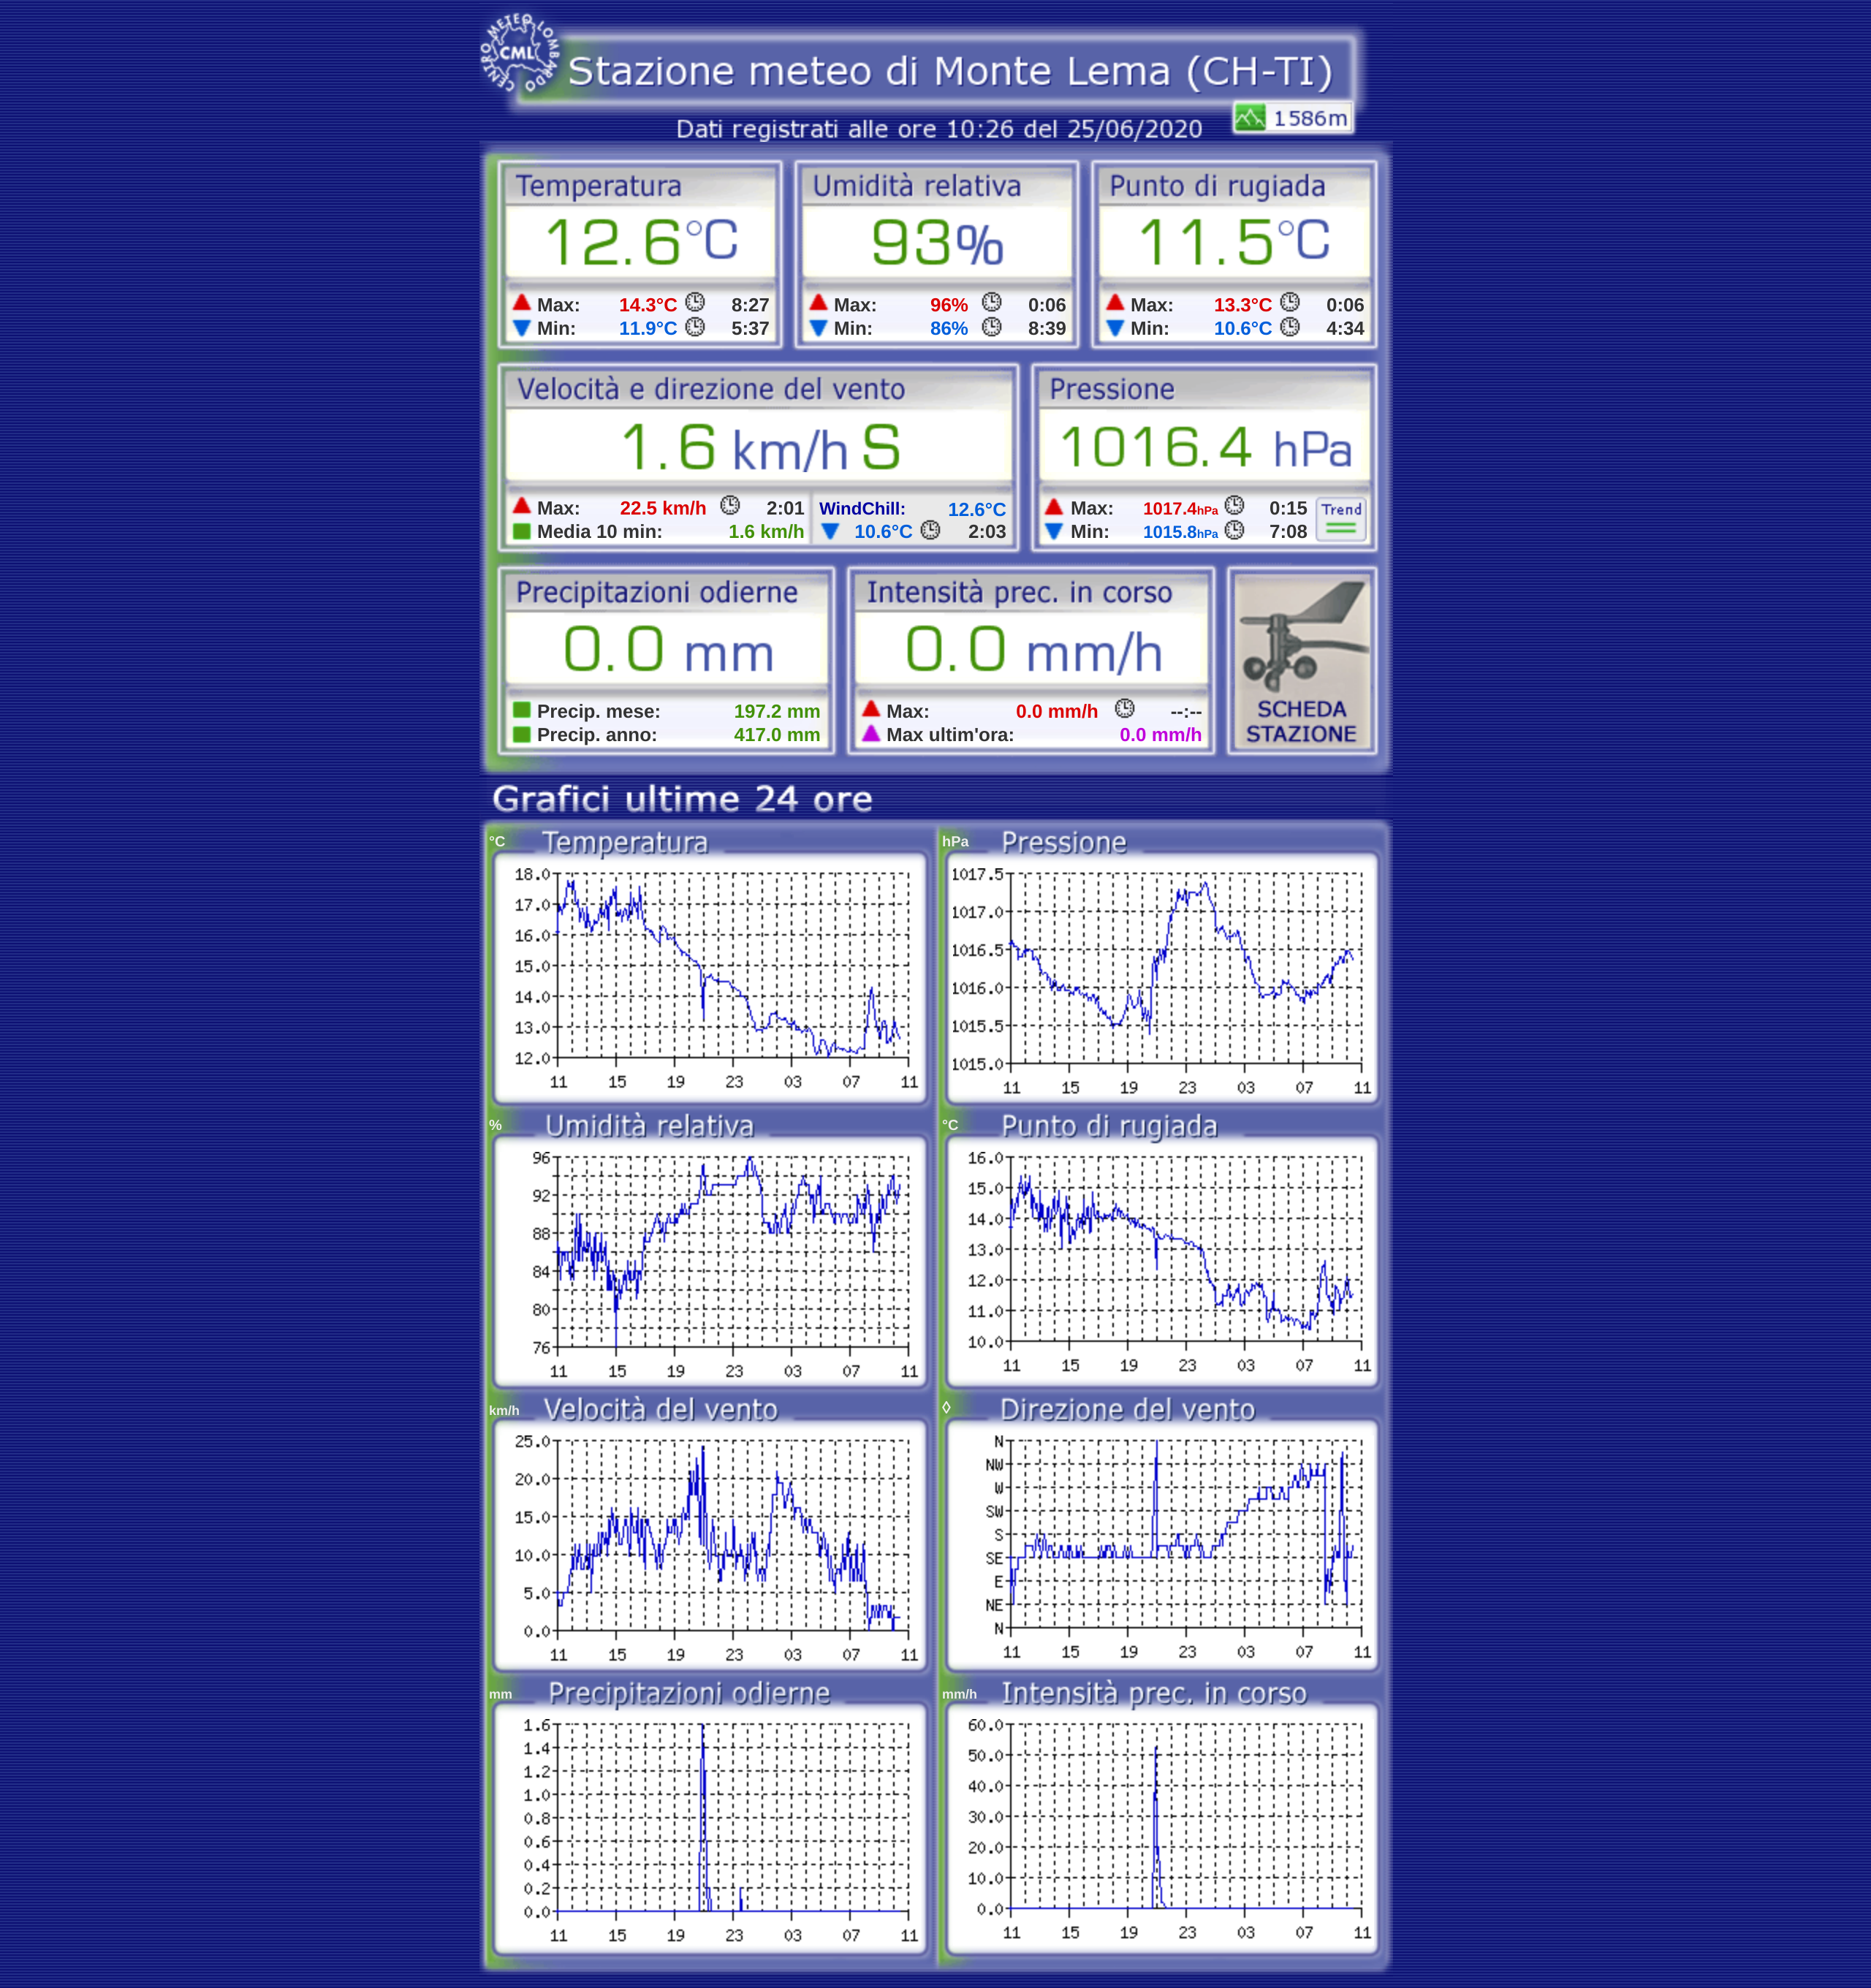 CENTRO METEO LOMBARDO
CML
Stazione meteo di Monte Lema (CH-TI)
1586m
Dati registrati alle ore 10:26 del 25/06/2020
Temperatura Umidità relativa Punto di rugiada
12.6°C 93% 11.5°C
Max: 14.3°C 8:27 Max: 96% 0:06 Max: 13.3°C 0:06
Min: 11.9°C 5:37 Min: 86% 8:39 Min: 10.6°C 4:34
Velocità e direzione del vento Pressione
1.6 km/h S 1016.4 hPa
Max: 22.5 km/h 2:01 WindChill: 12.6°C Max: 1017.4hPa 0:15 Trend
Media 10 min: 1.6 km/h 10.6°C 2:03 Min: 1015.8hPa 7:08
Precipitazioni odierne Intensità prec. in corso
0.0 mm 0.0 mm/h
Precip. mese: 197.2 mm Max: 0.0 mm/h --:-- SCHEDA
Precip. anno: 417.0 mm Max ultim'ora: 0.0 mm/h STAZIONE
Grafici ultime 24 ore
°C Temperatura
18.0
17.0
16.0
15.0
14.0
13.0
12.0
11 15 19 23 03 07 11
hPa Pressione
1017.5
1017.0
1016.5
1016.0
1015.5
1015.0
11 15 19 23 03 07 11
% Umidità relativa
96
92
88
84
80
76
11 15 19 23 03 07 11
°C Punto di rugiada
16.0
15.0
14.0
13.0
12.0
11.0
10.0
11 15 19 23 03 07 11
km/h Velocità del vento
25.0
20.0
15.0
10.0
5.0
0.0
11 15 19 23 03 07 11
◊ Direzione del vento
N
NW
W
SW
S
SE
E
NE
N
11 15 19 23 03 07 11
mm Precipitazioni odierne
1.6
1.4
1.2
1.0
0.8
0.6
0.4
0.2
0.0
11 15 19 23 03 07 11
mm/h Intensità prec. in corso
60.0
50.0
40.0
30.0
20.0
10.0
0.0
11 15 19 23 03 07 11